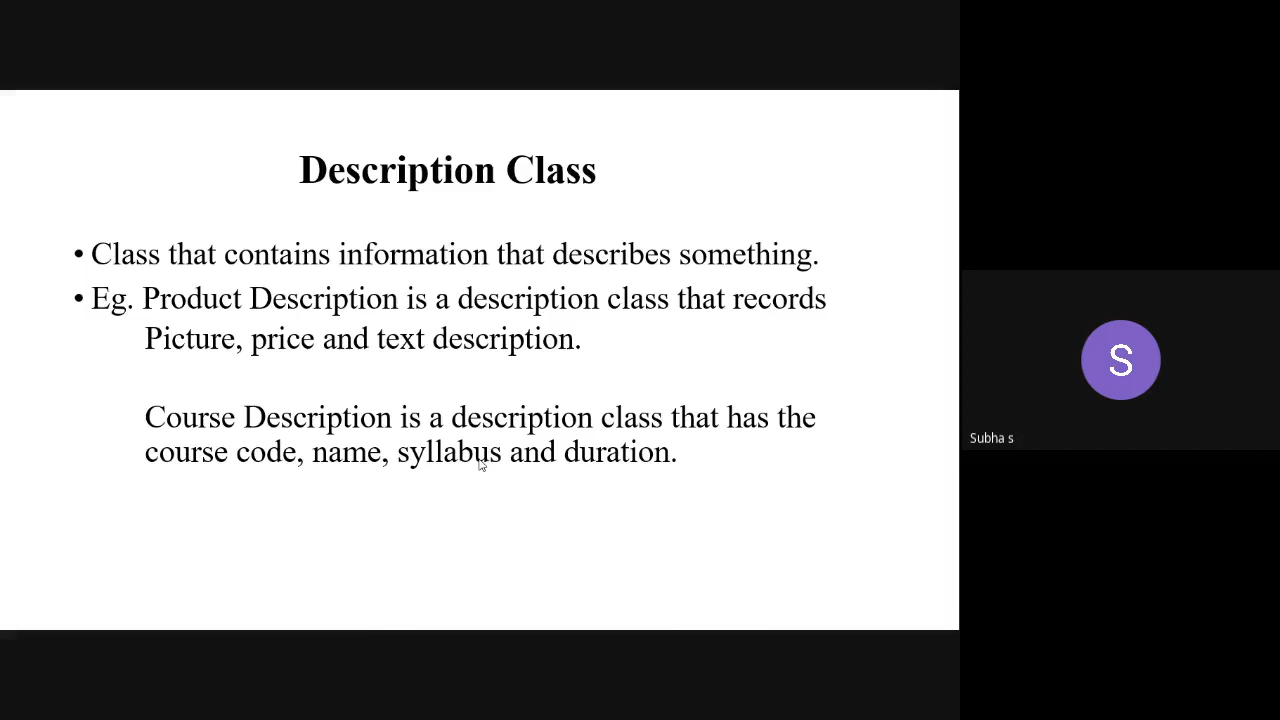 Description Class
• Class that contains information that describes something.
• Eg. Product Description is a description class that records
Picture, price and text description.
Course Description is a description class that has the
course code, name, syllabus and duration.
S
Subha s